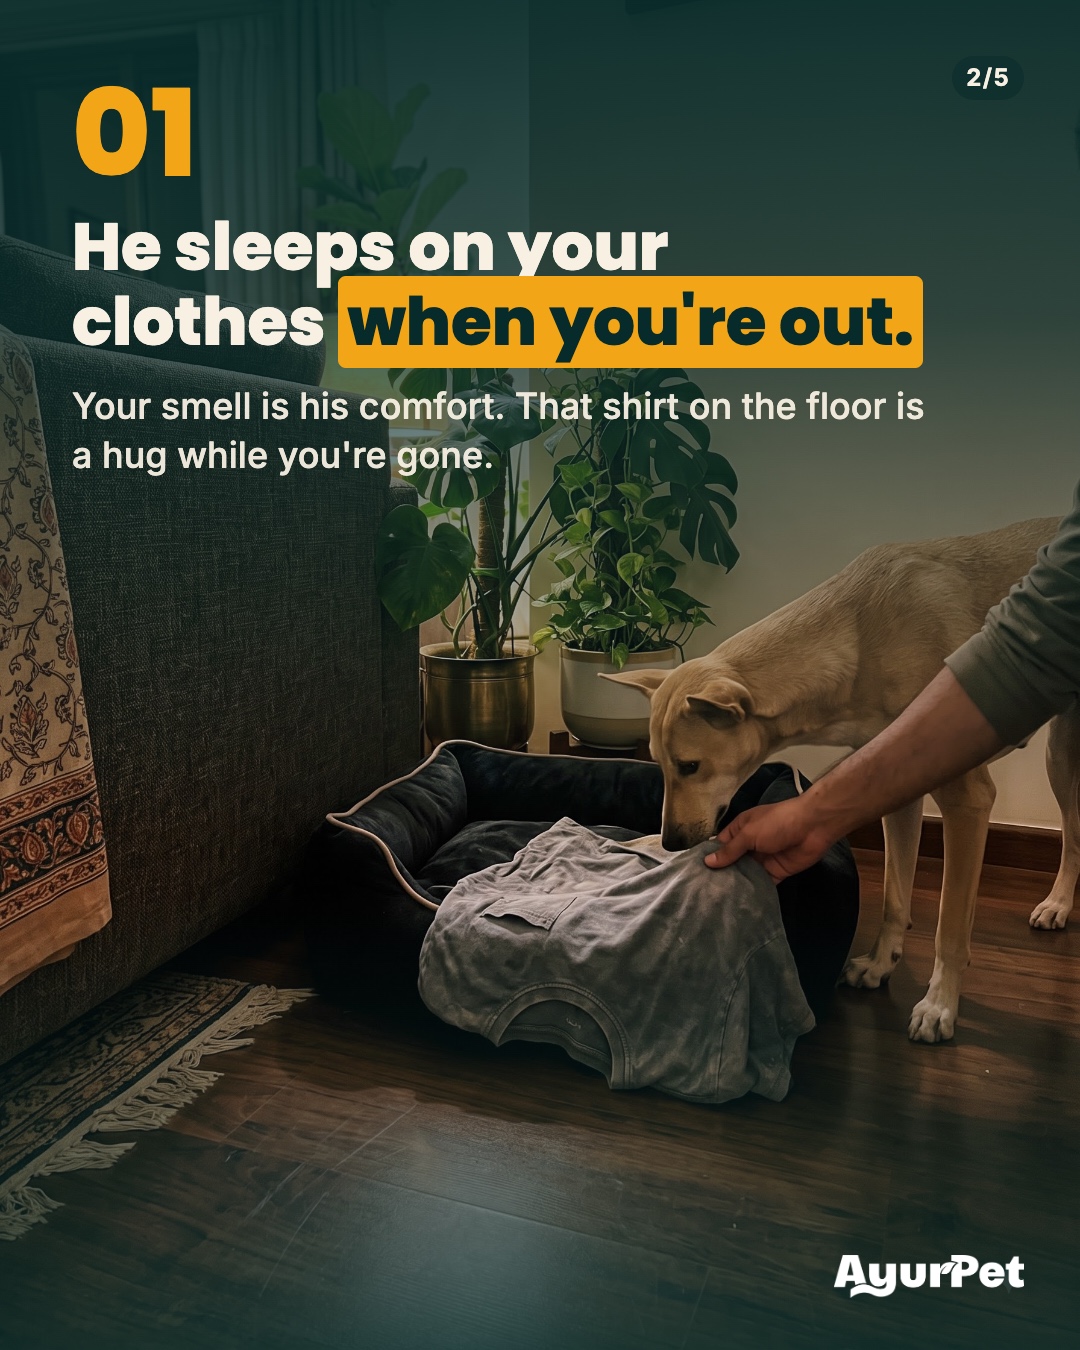 2/5
01
He sleeps on your
clothes when you're out.
Your smell is his comfort. That shirt on the floor is
a hug while you're gone.
AyurPet